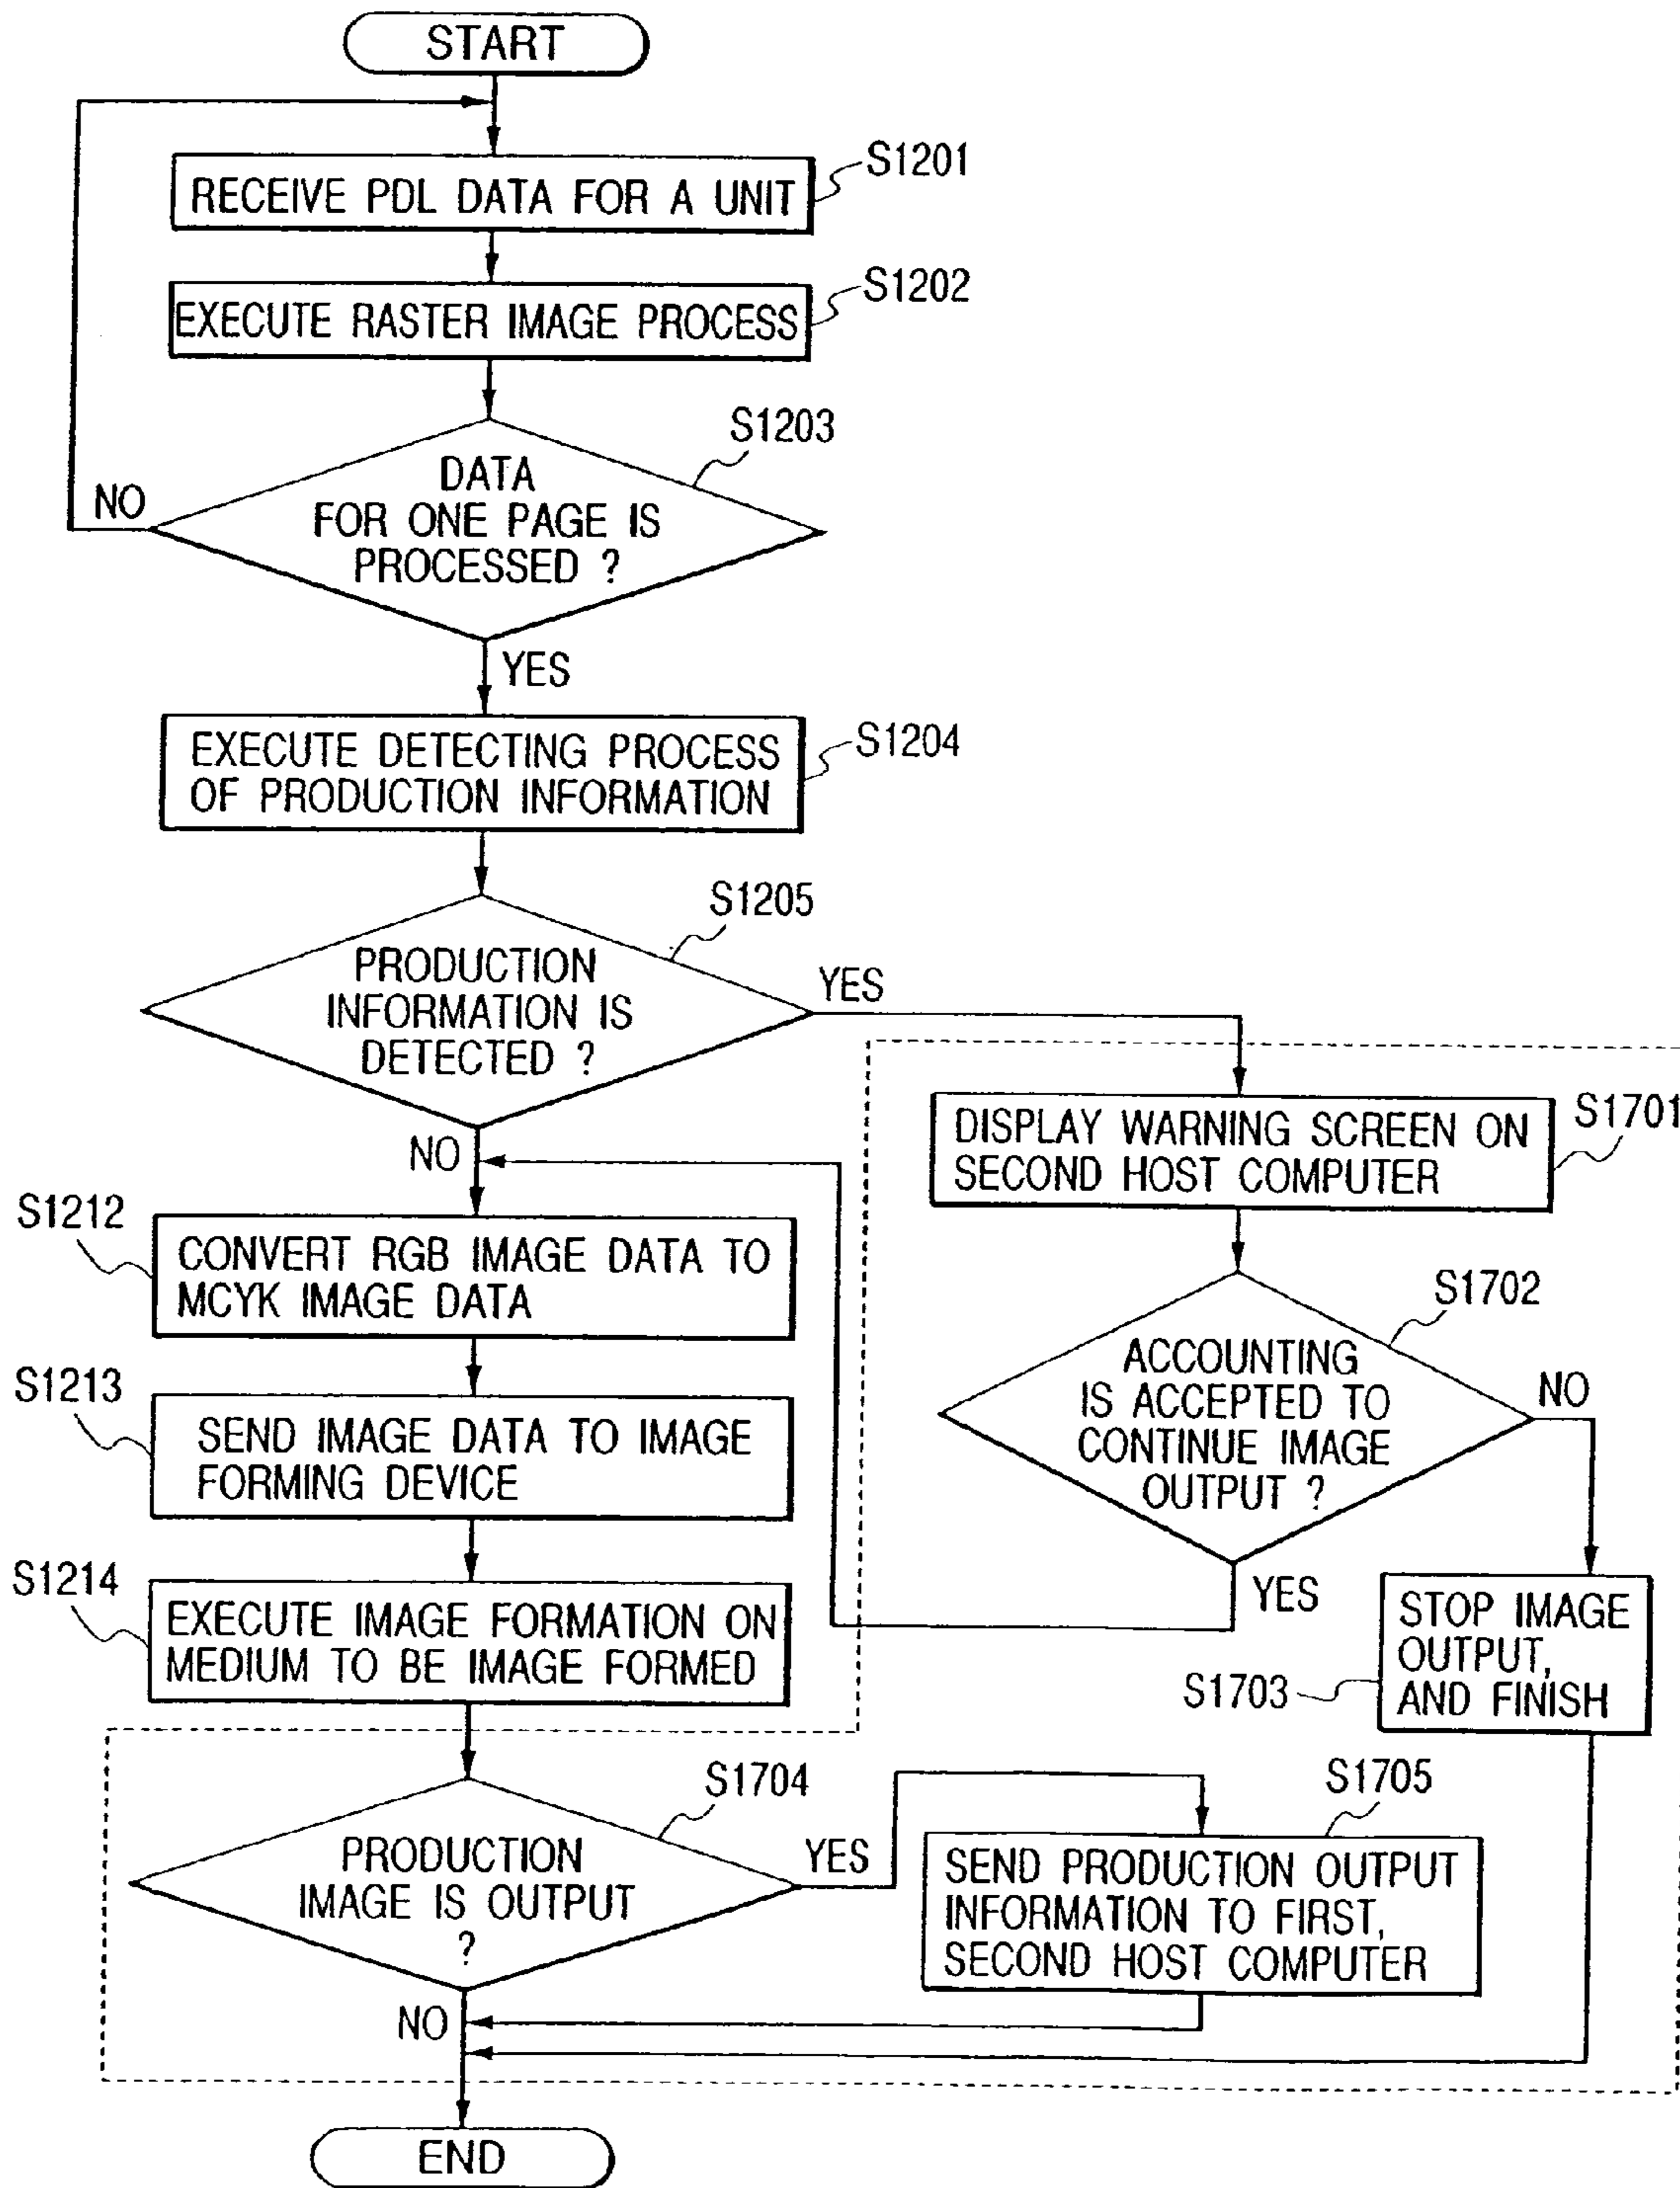 START
S1201
RECEIVE PDL DATA FOR A UNIT
S1202
EXECUTE RASTER IMAGE PROCESS
S1203
DATA
FOR ONE PAGE IS
PROCESSED ?
NO
YES
EXECUTE DETECTING PROCESS
OF PRODUCTION INFORMATION
S1204
S1205
PRODUCTION
INFORMATION IS
DETECTED ?
YES
NO
DISPLAY WARNING SCREEN ON
SECOND HOST COMPUTER
S1701
S1702
ACCOUNTING
IS ACCEPTED TO
CONTINUE IMAGE
OUTPUT ?
NO
YES
STOP IMAGE
OUTPUT,
AND FINISH
S1703
S1212
CONVERT RGB IMAGE DATA TO
MCYK IMAGE DATA
S1213
SEND IMAGE DATA TO IMAGE
FORMING DEVICE
S1214
EXECUTE IMAGE FORMATION ON
MEDIUM TO BE IMAGE FORMED
S1704
PRODUCTION
IMAGE IS OUTPUT
?
YES
NO
S1705
SEND PRODUCTION OUTPUT
INFORMATION TO FIRST,
SECOND HOST COMPUTER
END